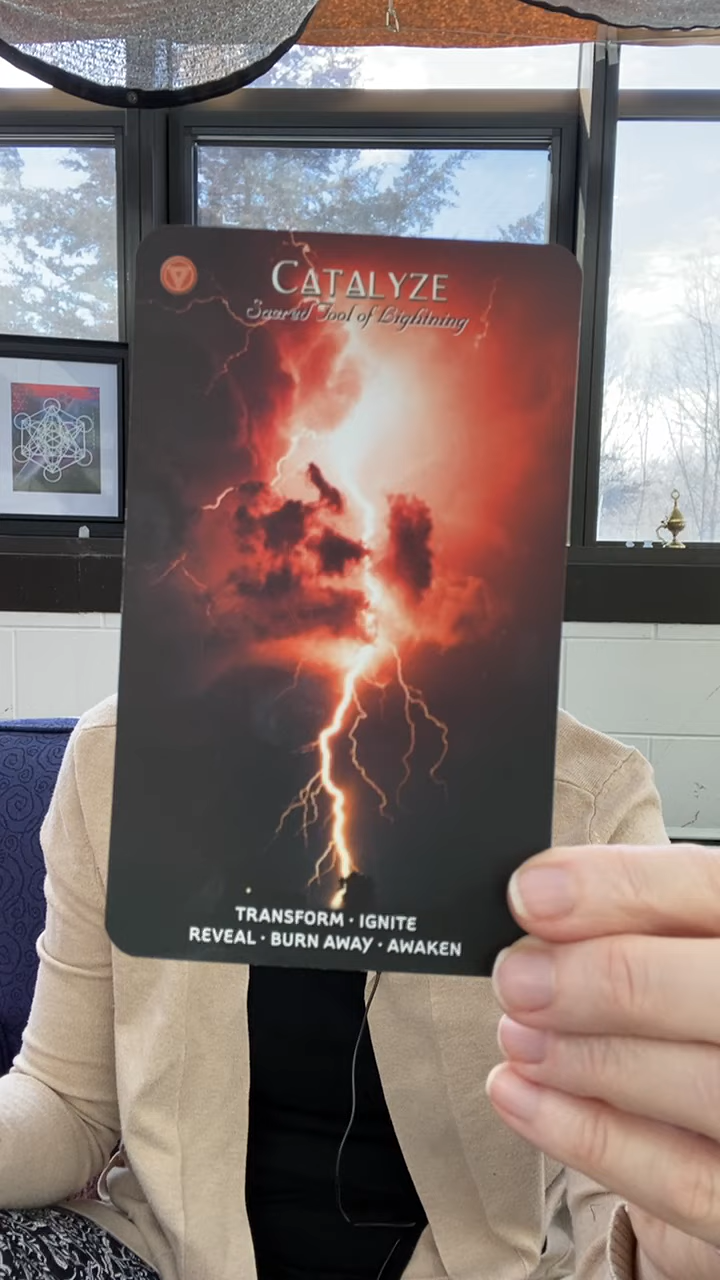 CATALYZE
Sacred Tool of Lightning
TRANSFORM · IGNITE
REVEAL · BURN AWAY · AWAKEN